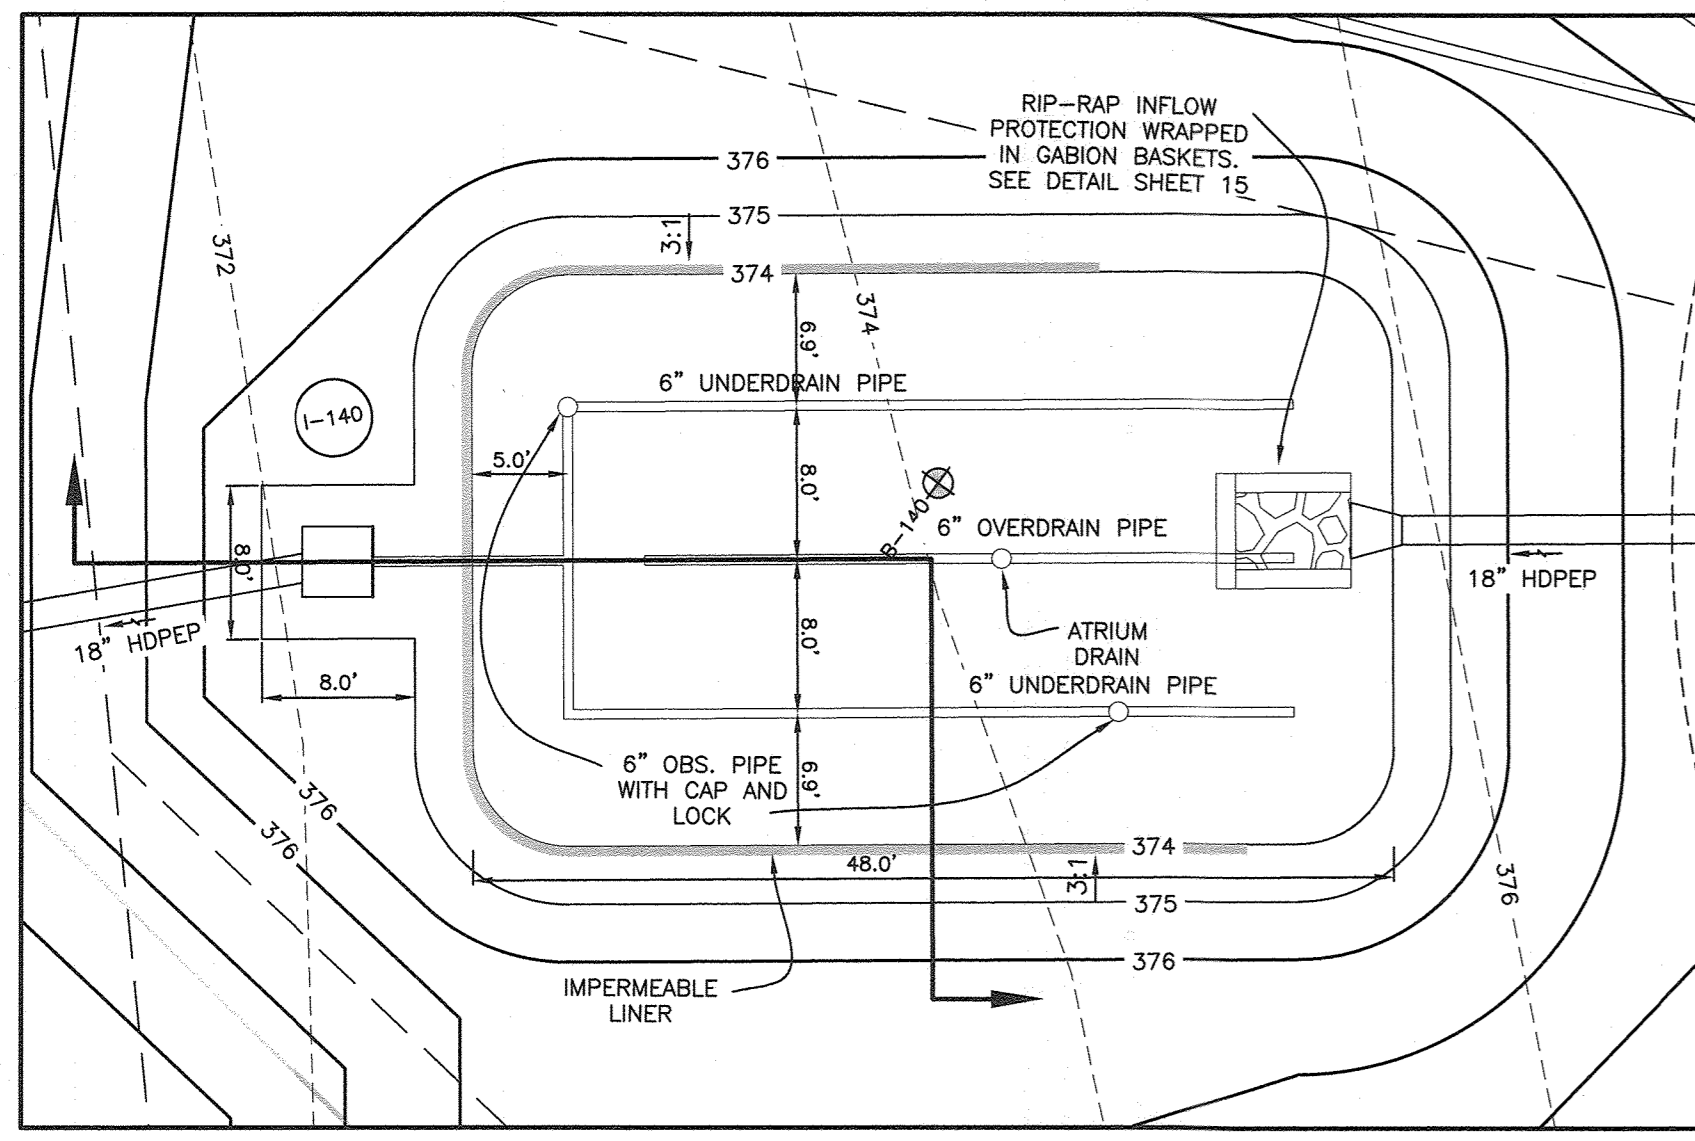 RIP-RAP INFLOW
PROTECTION WRAPPED
IN GABION BASKETS.
SEE DETAIL SHEET 15
376
375
3:1
374
372
374
6.9'
6" UNDERDRAIN PIPE
I-140
5.0'
8.0'
B-140
6" OVERDRAIN PIPE
8.0'
18" HDPEP
18" HDPEP
ATRIUM
DRAIN
8.0'
8.0'
6" UNDERDRAIN PIPE
6" OBS. PIPE
WITH CAP AND
LOCK
6.9'
376
376
374
48.0'
3:1
375
376
376
IMPERMEABLE
LINER